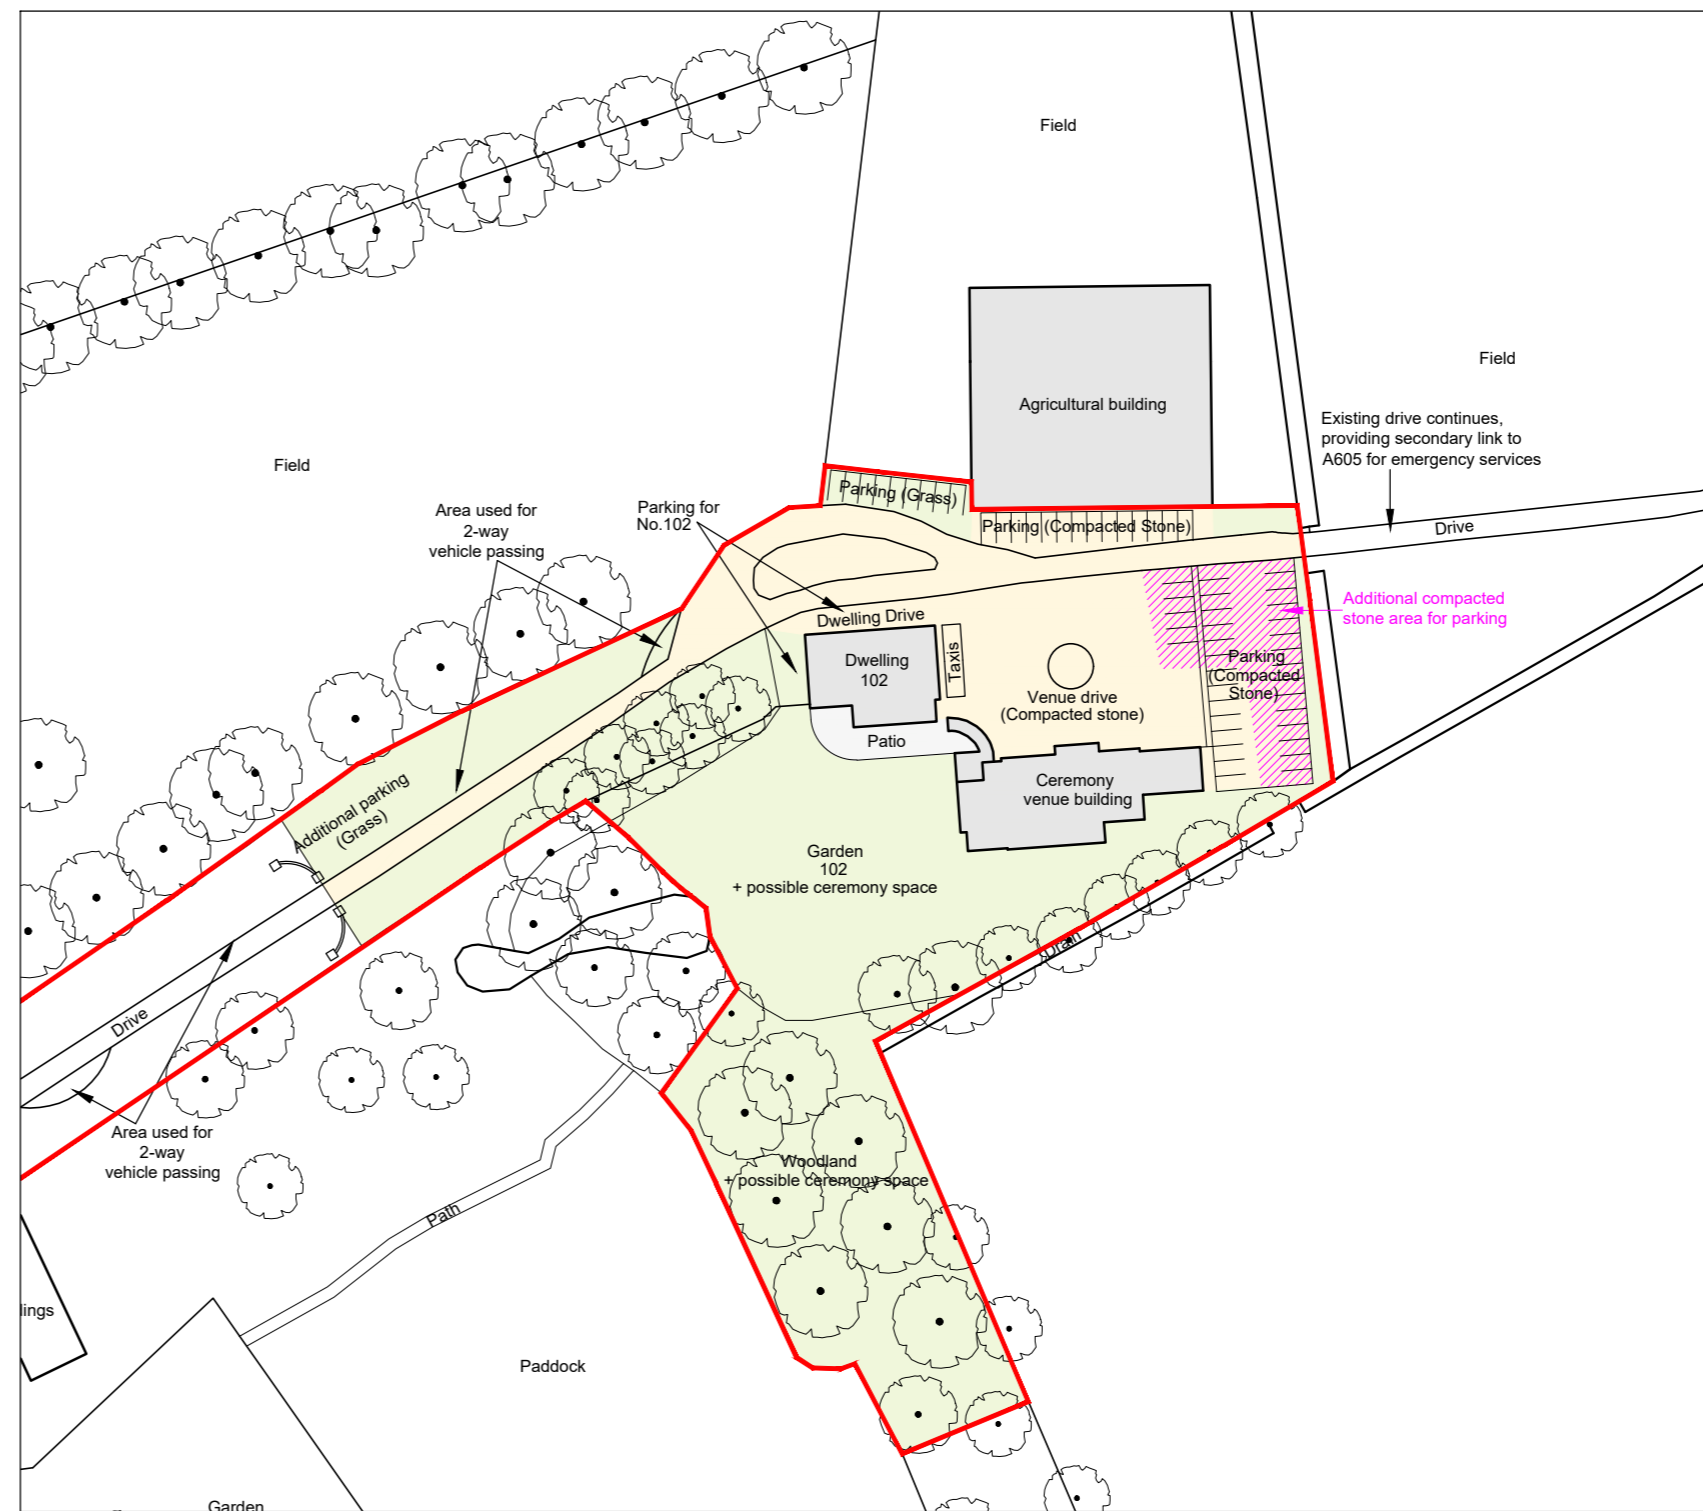 Field
Field
Agricultural building
Existing drive continues,
providing secondary link to
A605 for emergency services
Field
Parking (Grass)
Parking for
No.102
Area used for
2-way
vehicle passing
Parking (Compacted Stone)
Drive
Additional compacted
stone area for parking
Dwelling Drive
Dwelling
102
Taxis
Parking
(Compacted
Stone)
Venue drive
(Compacted stone)
Patio
Ceremony
venue building
Additional parking
(Grass)
Garden
102
+ possible ceremony space
Drain
Drive
Area used for
2-way
vehicle passing
Woodland
+ possible ceremony space
Path
lings
Paddock
Garden